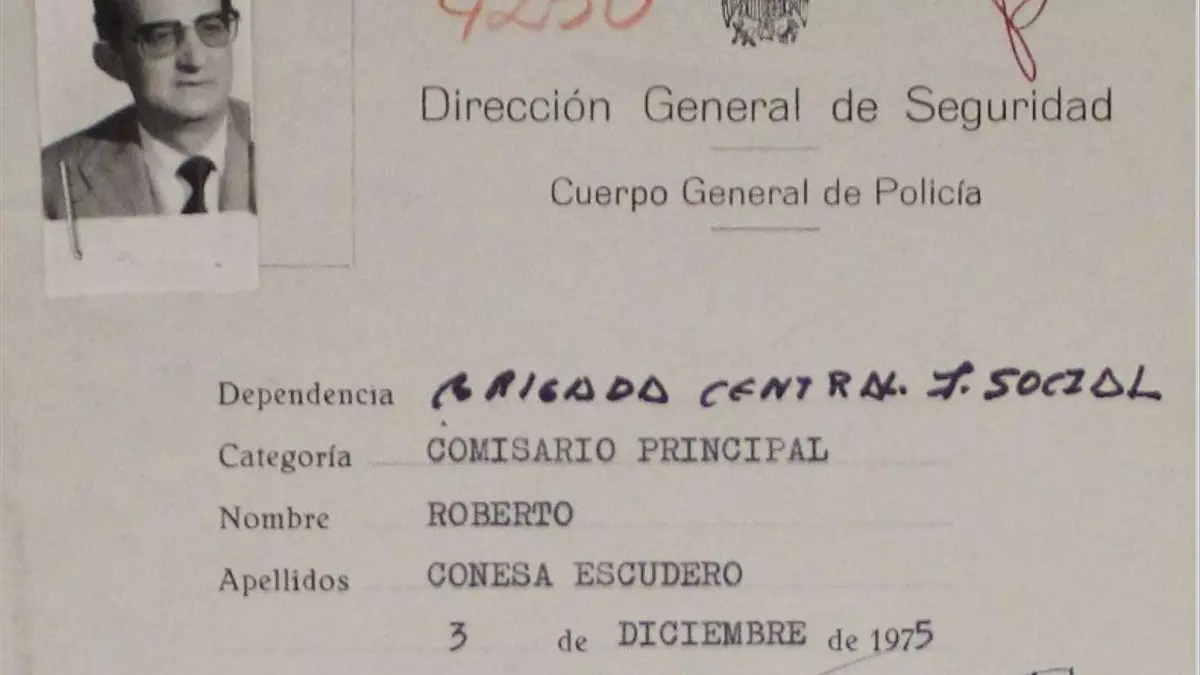 4250
Dirección General de Seguridad
Cuerpo General de Policía
Dependencia BRIGADA CENTRAL. I. SOCIAL
Categoría COMISARIO PRINCIPAL
Nombre ROBERTO
Apellidos CONESA ESCUDERO
3 de DICIEMBRE de 1975